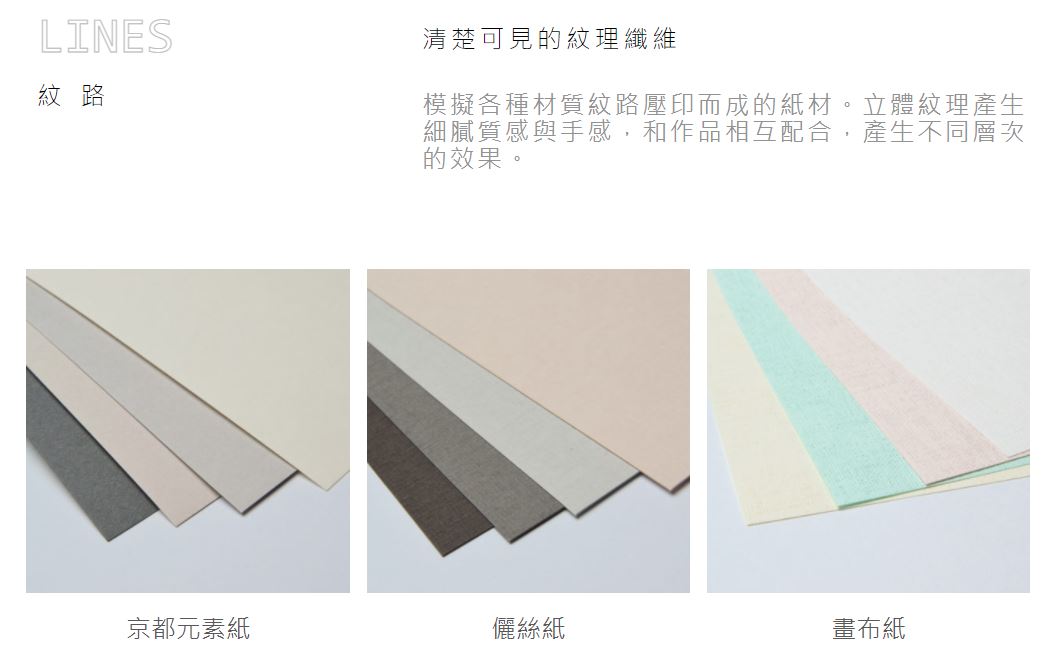 LINES
紋路
清楚可見的紋理纖維
模擬各種材質紋路壓印而成的紙材。立體紋理產生
細膩質感與手感，和作品相互配合，產生不同層次
的效果。
京都元素紙
儷絲紙
畫布紙